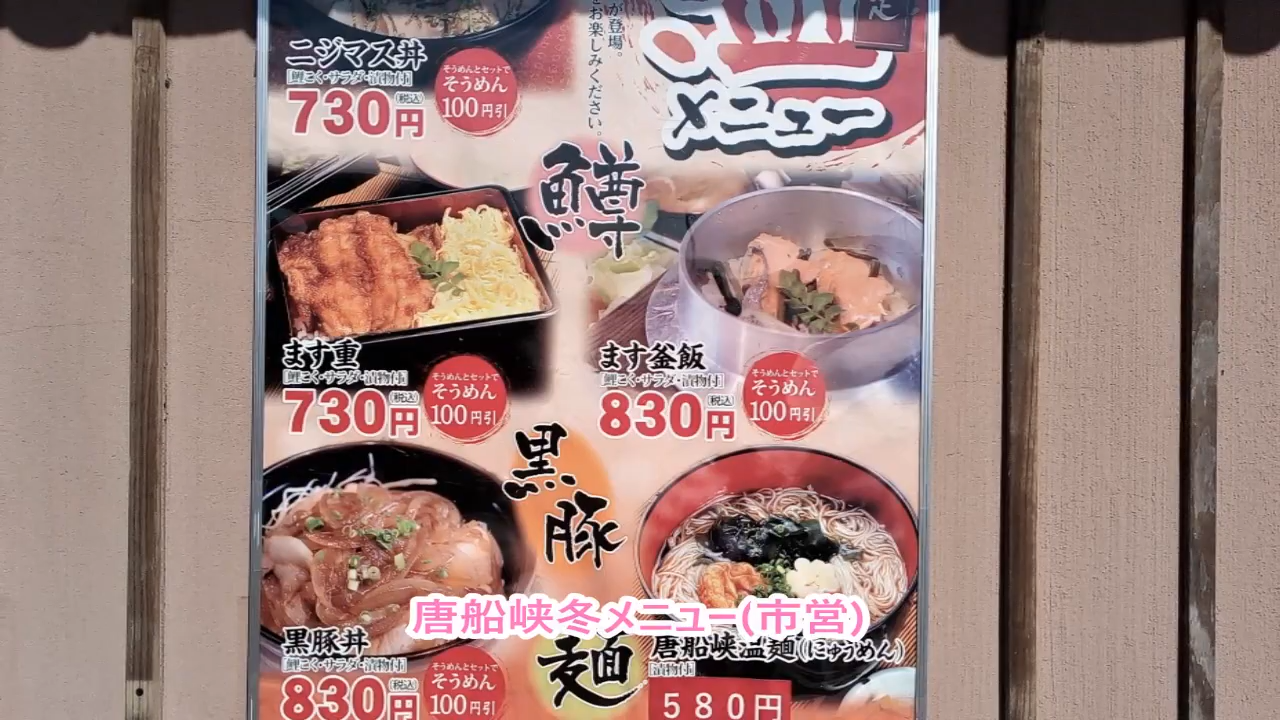 が登場。
をお楽しみください。
メニュー
ニジマス丼
[鯉こく・サラダ・漬物付]
730円(税込)
そうめんとセットで
そうめん
100円引
鱒
ます重
[鯉こく・サラダ・漬物付]
730円(税込)
そうめんとセットで
そうめん
100円引
ます釜飯
[鯉こく・サラダ・漬物付]
830円(税込)
そうめんとセットで
そうめん
100円引
黒豚
黒豚丼
[鯉こく・サラダ・漬物付]
830円(税込)
そうめんとセットで
そうめん
100円引
麺
唐船峡温麺(にゅうめん)
[漬物付]
580円
唐船峡冬メニュー(市営)